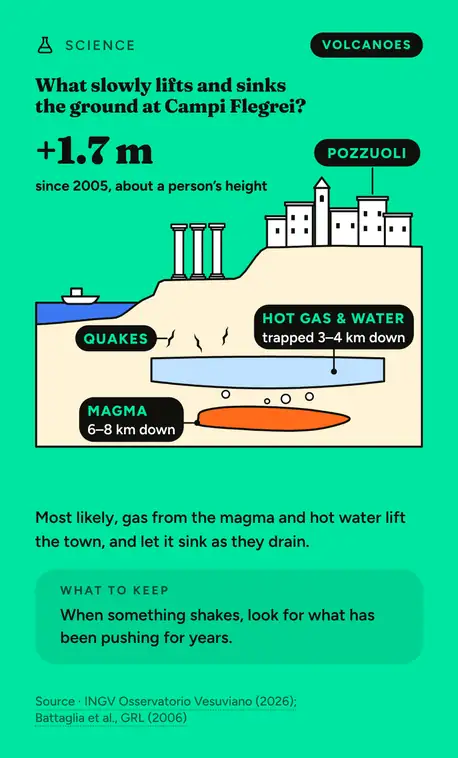 SCIENCE
VOLCANOES
What slowly lifts and sinks
the ground at Campi Flegrei?
+1.7 m
since 2005, about a person’s height
POZZUOLI
HOT GAS & WATER
trapped 3–4 km down
QUAKES
MAGMA
6–8 km down
Most likely, gas from the magma and hot water lift
the town, and let it sink as they drain.
WHAT TO KEEP
When something shakes, look for what has
been pushing for years.
Source · INGV Osservatorio Vesuviano (2026);
Battaglia et al., GRL (2006)